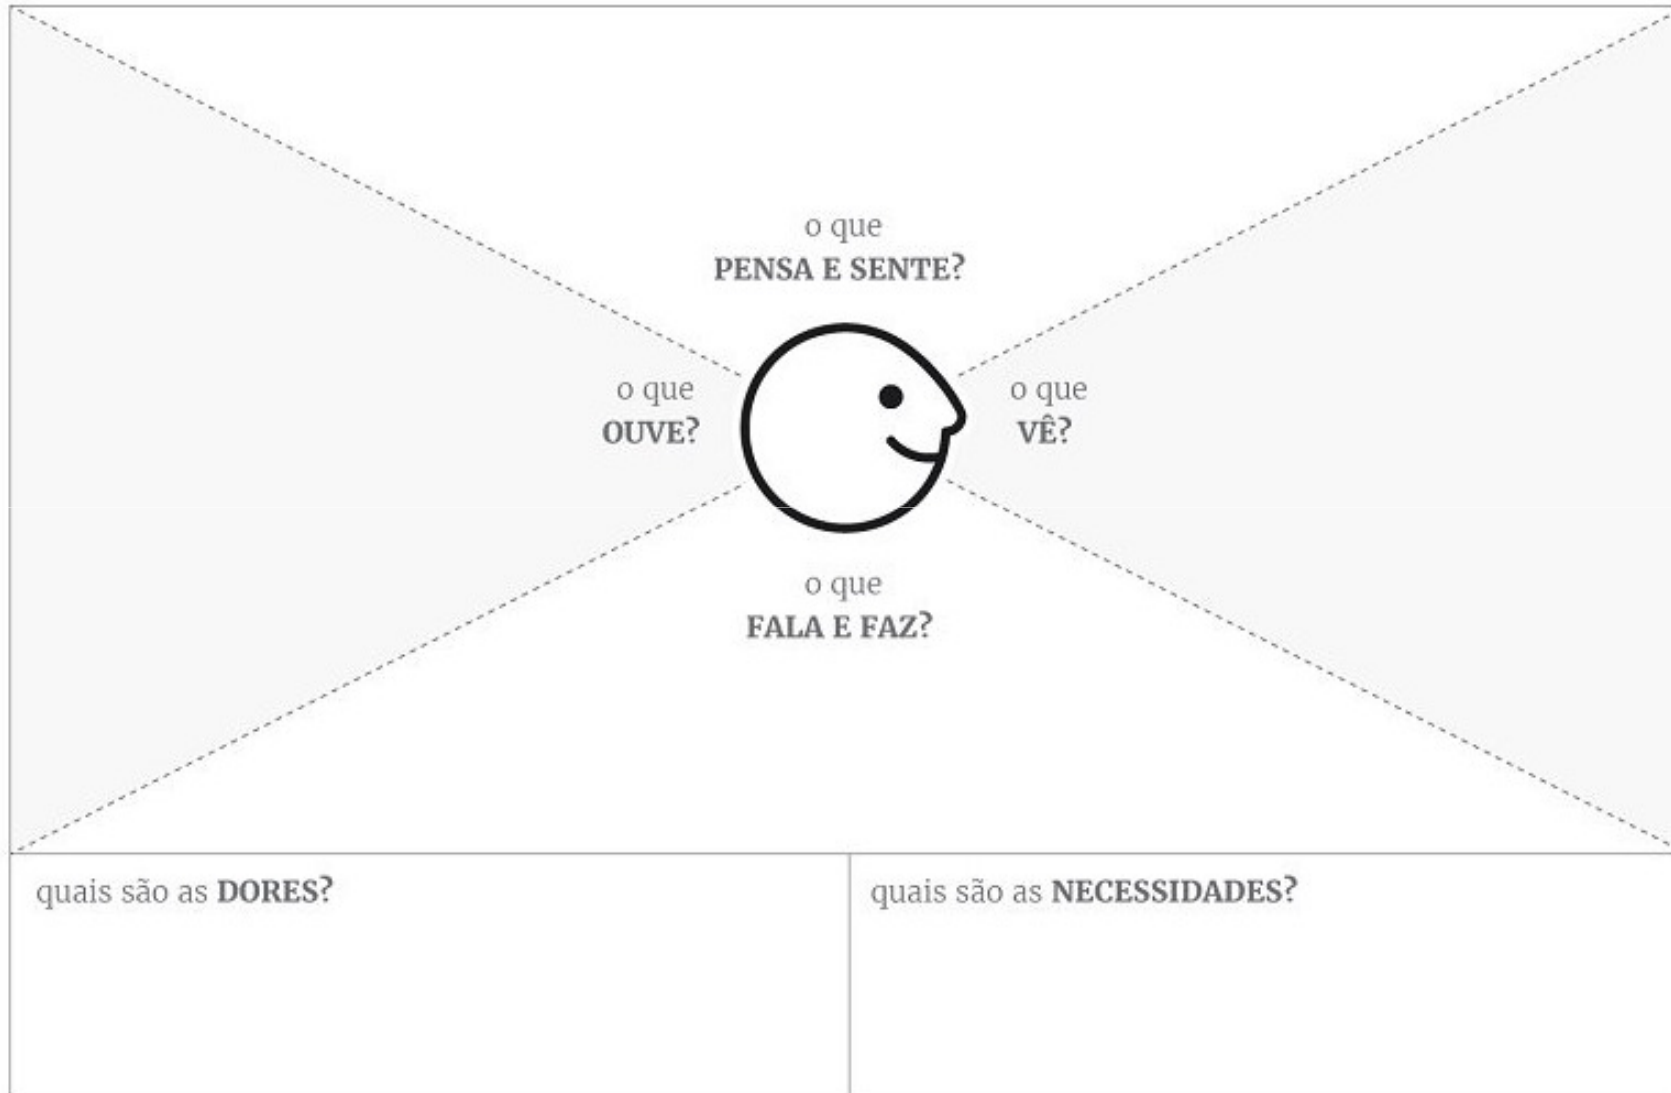 o que
PENSA E SENTE?
o que
OUVE?
o que
VÊ?
o que
FALA E FAZ?
quais são as DORES?
quais são as NECESSIDADES?